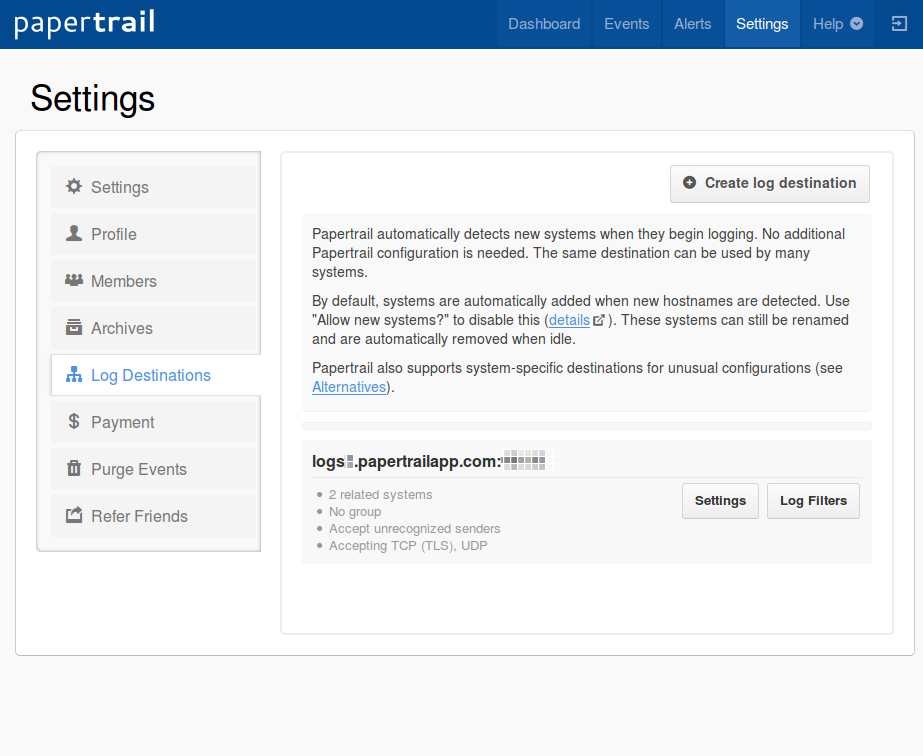 papertrail
Dashboard
Events
Alerts
Settings
Help
Settings
Settings
Profile
Members
Archives
Log Destinations
Payment
Purge Events
Refer Friends
Create log destination
Papertrail automatically detects new systems when they begin logging. No additional
Papertrail configuration is needed. The same destination can be used by many
systems.
By default, systems are automatically added when new hostnames are detected. Use
"Allow new systems?" to disable this (details ). These systems can still be renamed
and are automatically removed when idle.
Papertrail also supports system-specific destinations for unusual configurations (see
Alternatives).
logs .papertrailapp.com:
2 related systems
No group
Accept unrecognized senders
Accepting TCP (TLS), UDP
Settings
Log Filters